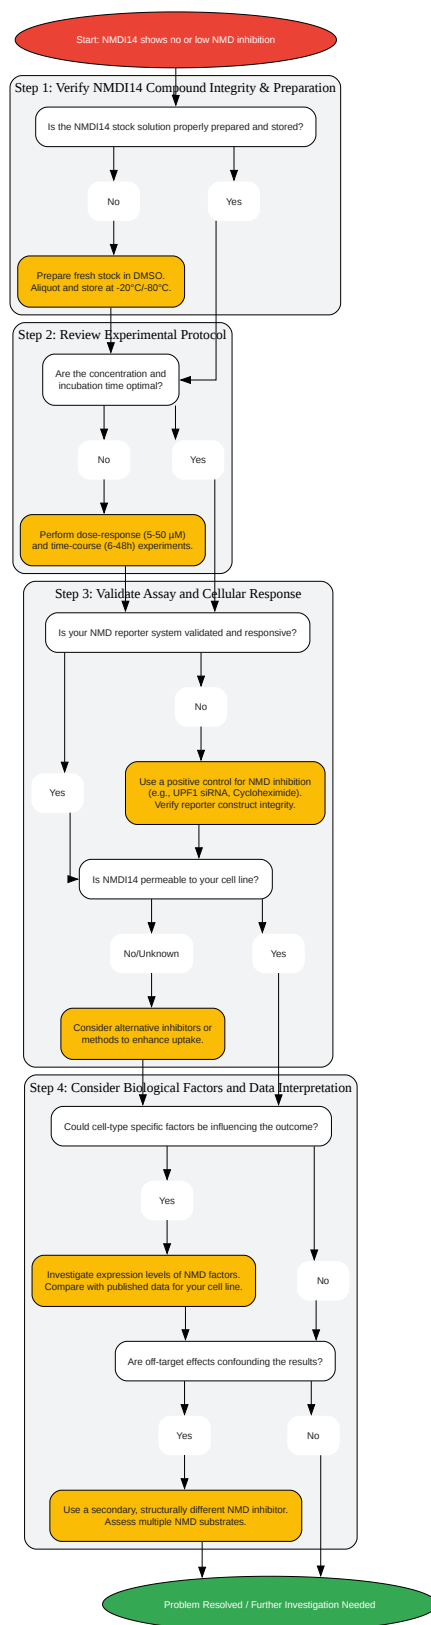 Start: NMDI14 shows no or low NMD inhibition
Step 1: Verify NMDI14 Compound Integrity & Preparation
Is the NMDI14 stock solution properly prepared and stored?
No
Yes
Prepare fresh stock in DMSO.
Aliquot and store at -20°C/-80°C.
Step 2: Review Experimental Protocol
Are the concentration and
incubation time optimal?
No
Yes
Perform dose-response (5-50 µM)
and time-course (6-48h) experiments.
Step 3: Validate Assay and Cellular Response
Is your NMD reporter system validated and responsive?
No
Yes
Use a positive control for NMD inhibition
(e.g., UPF1 siRNA, Cycloheximide).
Verify reporter construct integrity.
Is NMDI14 permeable to your cell line?
No/Unknown
Yes
Consider alternative inhibitors or
methods to enhance uptake.
Step 4: Consider Biological Factors and Data Interpretation
Could cell-type specific factors be influencing the outcome?
Yes
No
Investigate expression levels of NMD factors.
Compare with published data for your cell line.
Are off-target effects confounding the results?
Yes
No
Use a secondary, structurally different NMD inhibitor.
Assess multiple NMD substrates.
Problem Resolved / Further Investigation Needed